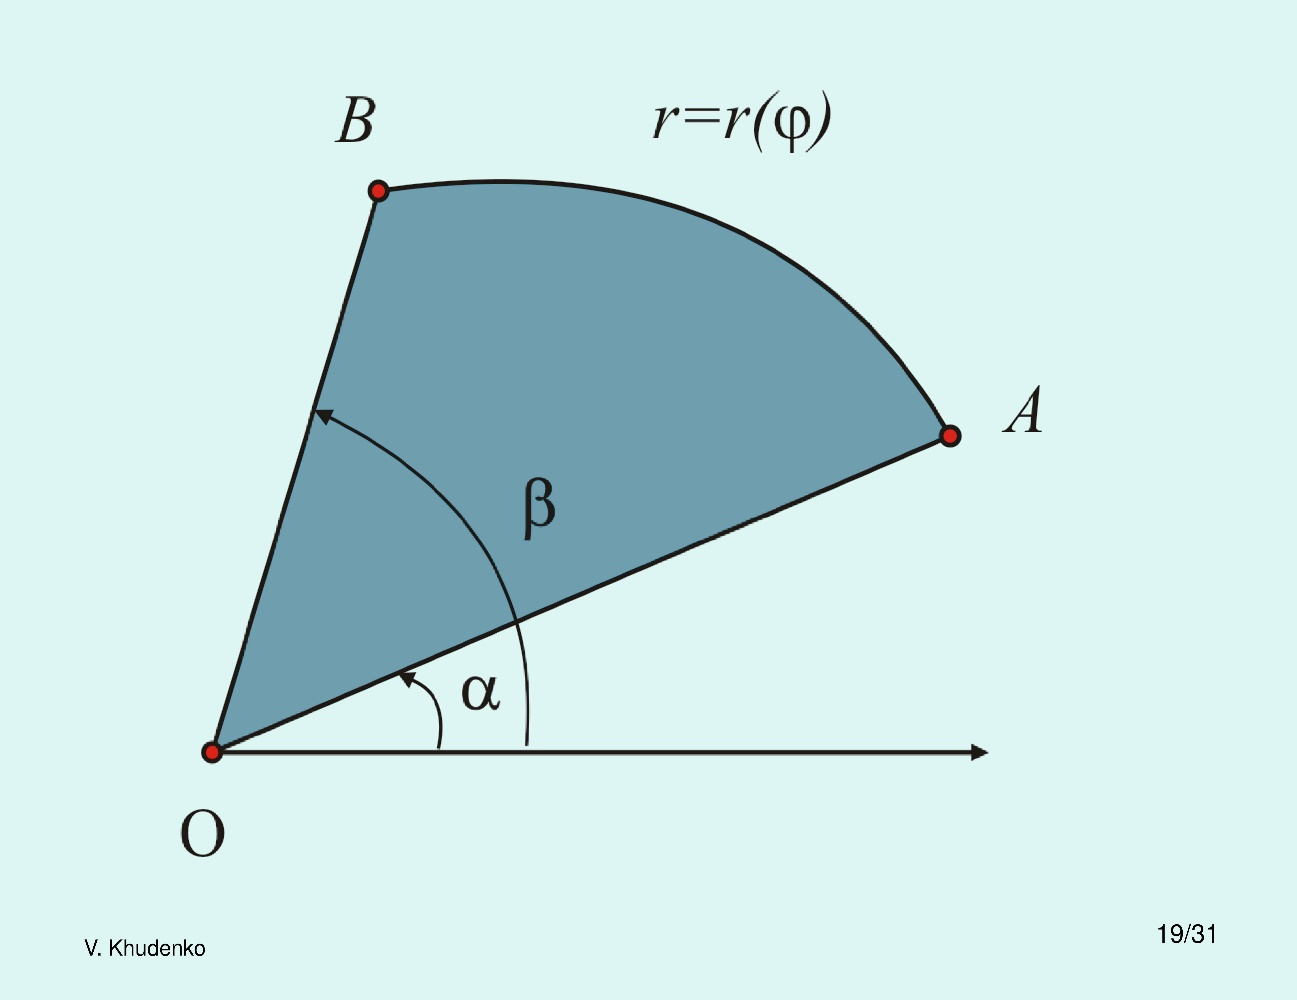 B
r=r(φ)
A
β
α
O
V. Khudenko
19/31